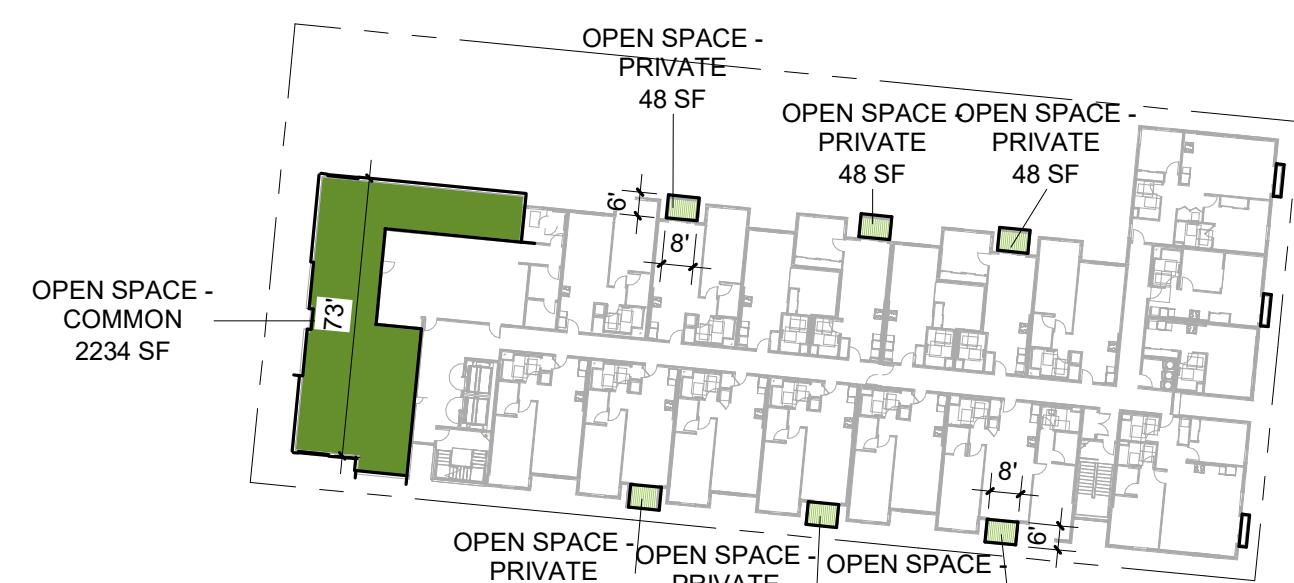 OPEN SPACE -
PRIVATE
48 SF
OPEN SPACE -
PRIVATE
48 SF
OPEN SPACE -
PRIVATE
48 SF
6'
8'
OPEN SPACE -
COMMON
2234 SF
73'
8'
6'
OPEN SPACE -
PRIVATE
OPEN SPACE -
PRIVATE
OPEN SPACE -